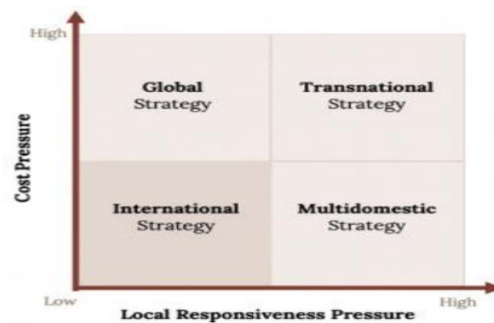 High
Global
Strategy
Transnational
Strategy
Cost Pressure
International
Strategy
Multidomestic
Strategy
Low
Local Responsiveness Pressure
High